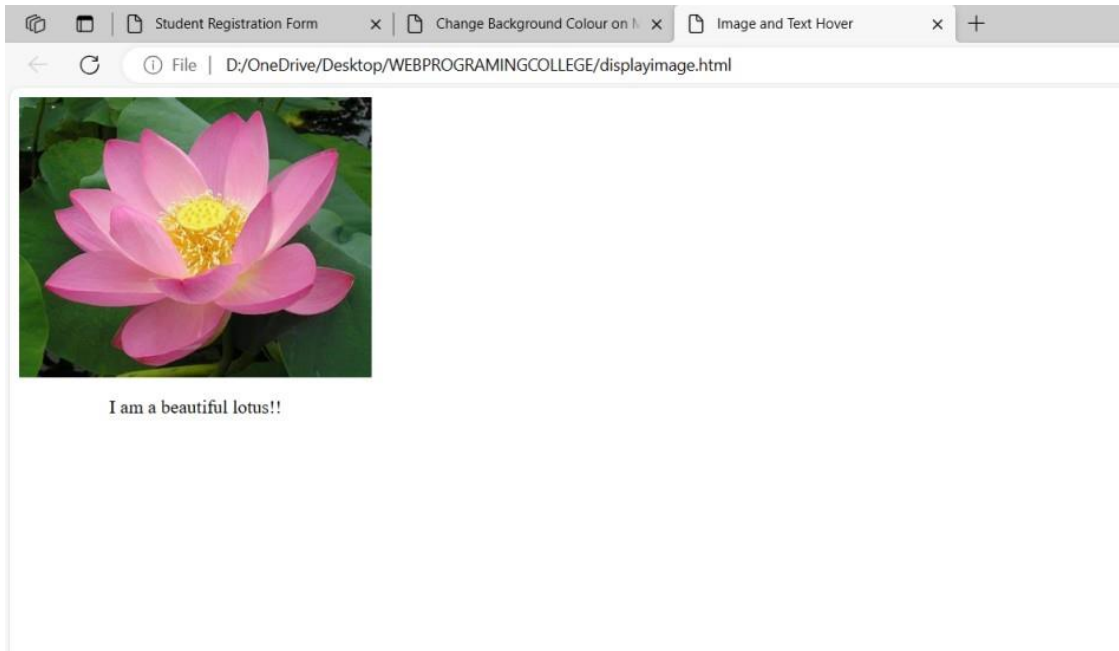 Student Registration Form
Change Background Colour on
Image and Text Hover
File | D:/OneDrive/Desktop/WEBPROGRAMINGCOLLEGE/displayimage.html
I am a beautiful lotus!!